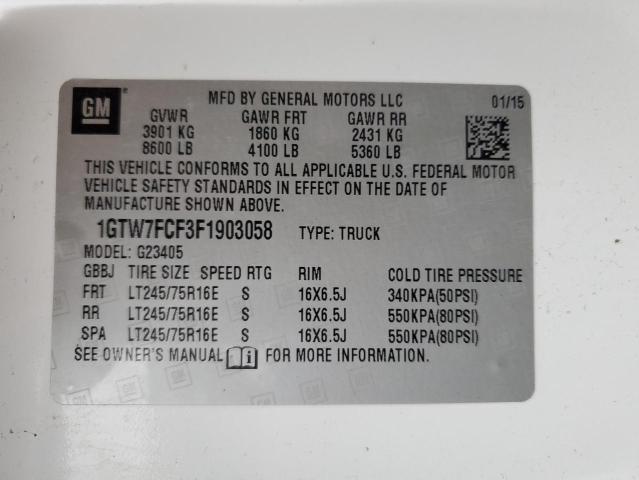 GM MFD BY GENERAL MOTORS LLC 01/15
GVWR GAWR FRT GAWR RR
3901 KG 1860 KG 2431 KG
8600 LB 4100 LB 5360 LB
THIS VEHICLE CONFORMS TO ALL APPLICABLE U.S. FEDERAL MOTOR
VEHICLE SAFETY STANDARDS IN EFFECT ON THE DATE OF
MANUFACTURE SHOWN ABOVE.
1GTW7FCF3F1903058 TYPE: TRUCK
MODEL: G23405
GBBJ TIRE SIZE SPEED RTG RIM COLD TIRE PRESSURE
FRT LT245/75R16E S 16X6.5J 340KPA(50PSI)
RR LT245/75R16E S 16X6.5J 550KPA(80PSI)
SPA LT245/75R16E S 16X6.5J 550KPA(80PSI)
SEE OWNER'S MANUAL FOR MORE INFORMATION.